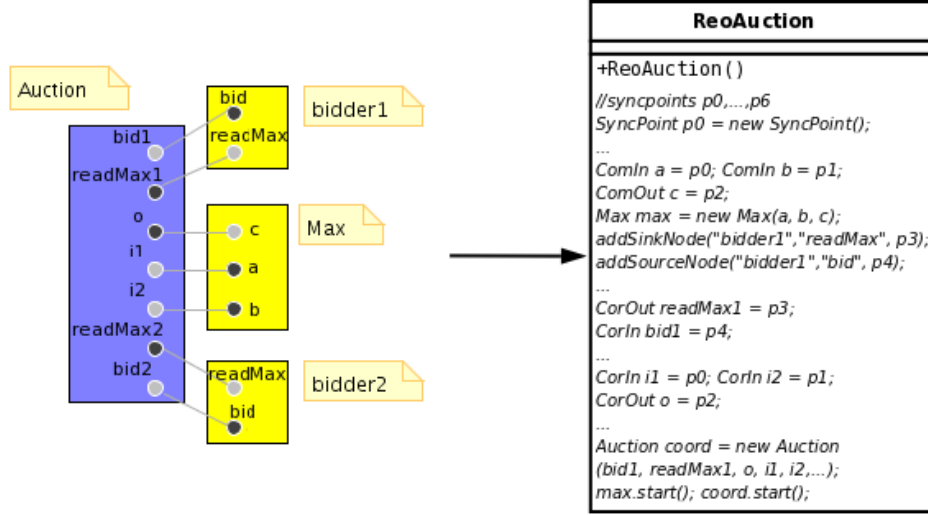 Auction
bid1
readMax1
o
i1
i2
readMax2
bid2
bid
readMax
bidder1
c
a
b
Max
readMax
bid
bidder2
ReoAuction
+ReoAuction()
//syncpoints p0,...,p6
SyncPoint p0 = new SyncPoint();
...
ComIn a = p0; ComIn b = p1;
ComOut c = p2;
Max max = new Max(a, b, c);
addSinkNode("bidder1","readMax", p3);
addSourceNode("bidder1","bid", p4);
...
CorOut readMax1 = p3;
CorIn bid1 = p4;
...
CorIn i1 = p0; CorIn i2 = p1;
CorOut o = p2;
...
Auction coord = new Auction
(bid1, readMax1, o, i1, i2,...);
max.start(); coord.start();